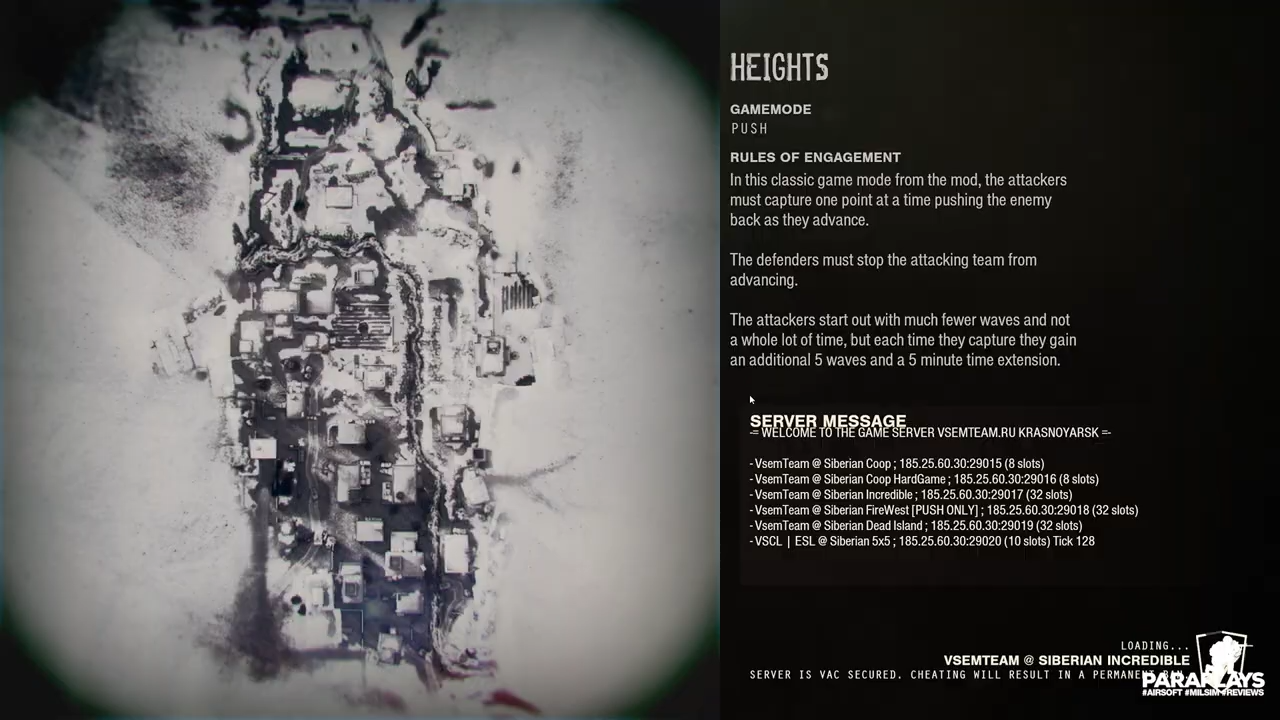 HEIGHTS
GAMEMODE
PUSH
RULES OF ENGAGEMENT
In this classic game mode from the mod, the attackers
must capture one point at a time pushing the enemy
back as they advance.
The defenders must stop the attacking team from
advancing.
The attackers start out with much fewer waves and not
a whole lot of time, but each time they capture they gain
an additional 5 waves and a 5 minute time extension.
SERVER MESSAGE
-= WELCOME TO THE GAME SERVER VSEMTEAM.RU KRASNOYARSK =-
- VsemTeam @ Siberian Coop ; 185.25.60.30:29015 (8 slots)
- VsemTeam @ Siberian Coop HardGame ; 185.25.60.30:29016 (8 slots)
- VsemTeam @ Siberian Incredible ; 185.25.60.30:29017 (32 slots)
- VsemTeam @ Siberian FireWest [PUSH ONLY] ; 185.25.60.30:29018 (32 slots)
- VsemTeam @ Siberian Dead Island ; 185.25.60.30:29019 (32 slots)
- VSCL | ESL @ Siberian 5x5 ; 185.25.60.30:29020 (10 slots) Tick 128
LOADING...
VSEMTEAM @ SIBERIAN INCREDIBLE
SERVER IS VAC SECURED. CHEATING WILL RESULT IN A PERMANENT
PARAPLAYS
#AIRSOFT #MILSIM #REVIEWS